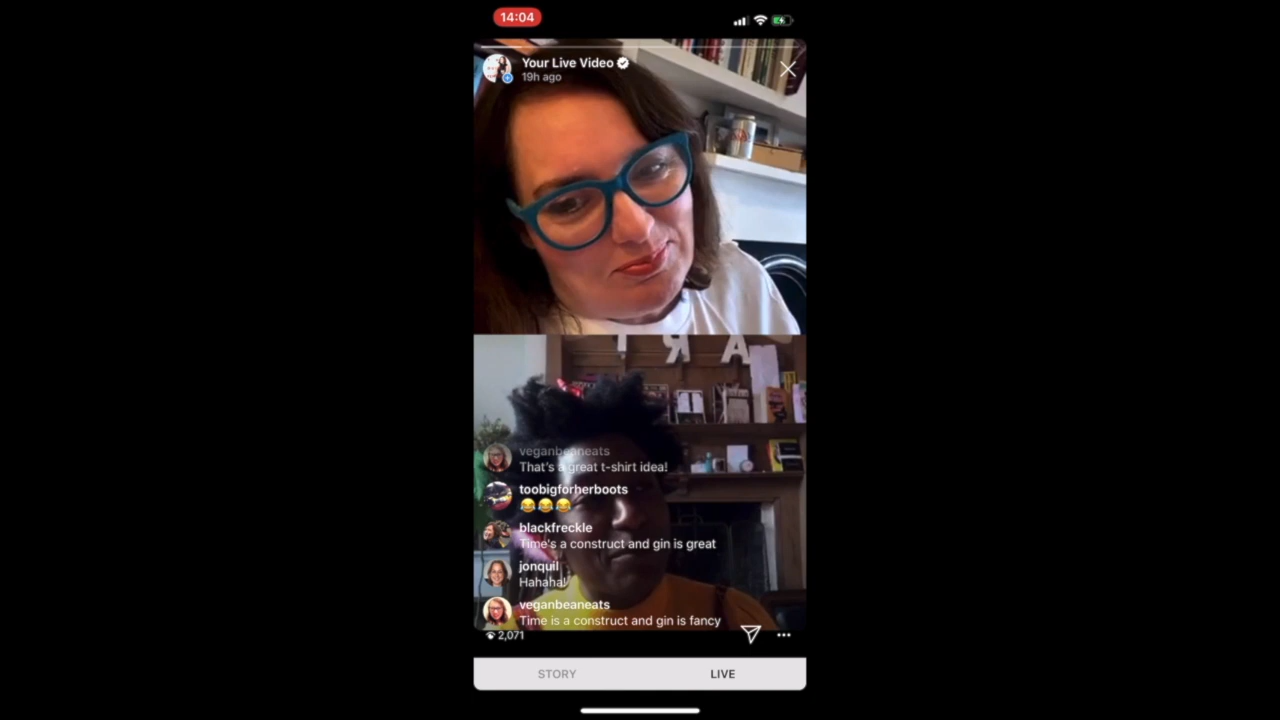 14:04
Your Live Video
19h ago
A R T
veganbeaneats
That's a great t-shirt idea!
toobigforherboots
😂😂😂
blackfreckle
Time's a construct and gin is great
jonquil
Hahaha!
veganbeaneats
Time is a construct and gin is fancy
2,071
STORY
LIVE